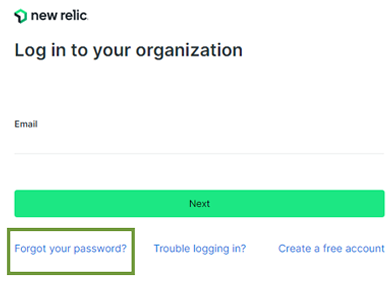 new relic
Log in to your organization
Email
Next
Forgot your password? Trouble logging in? Create a free account